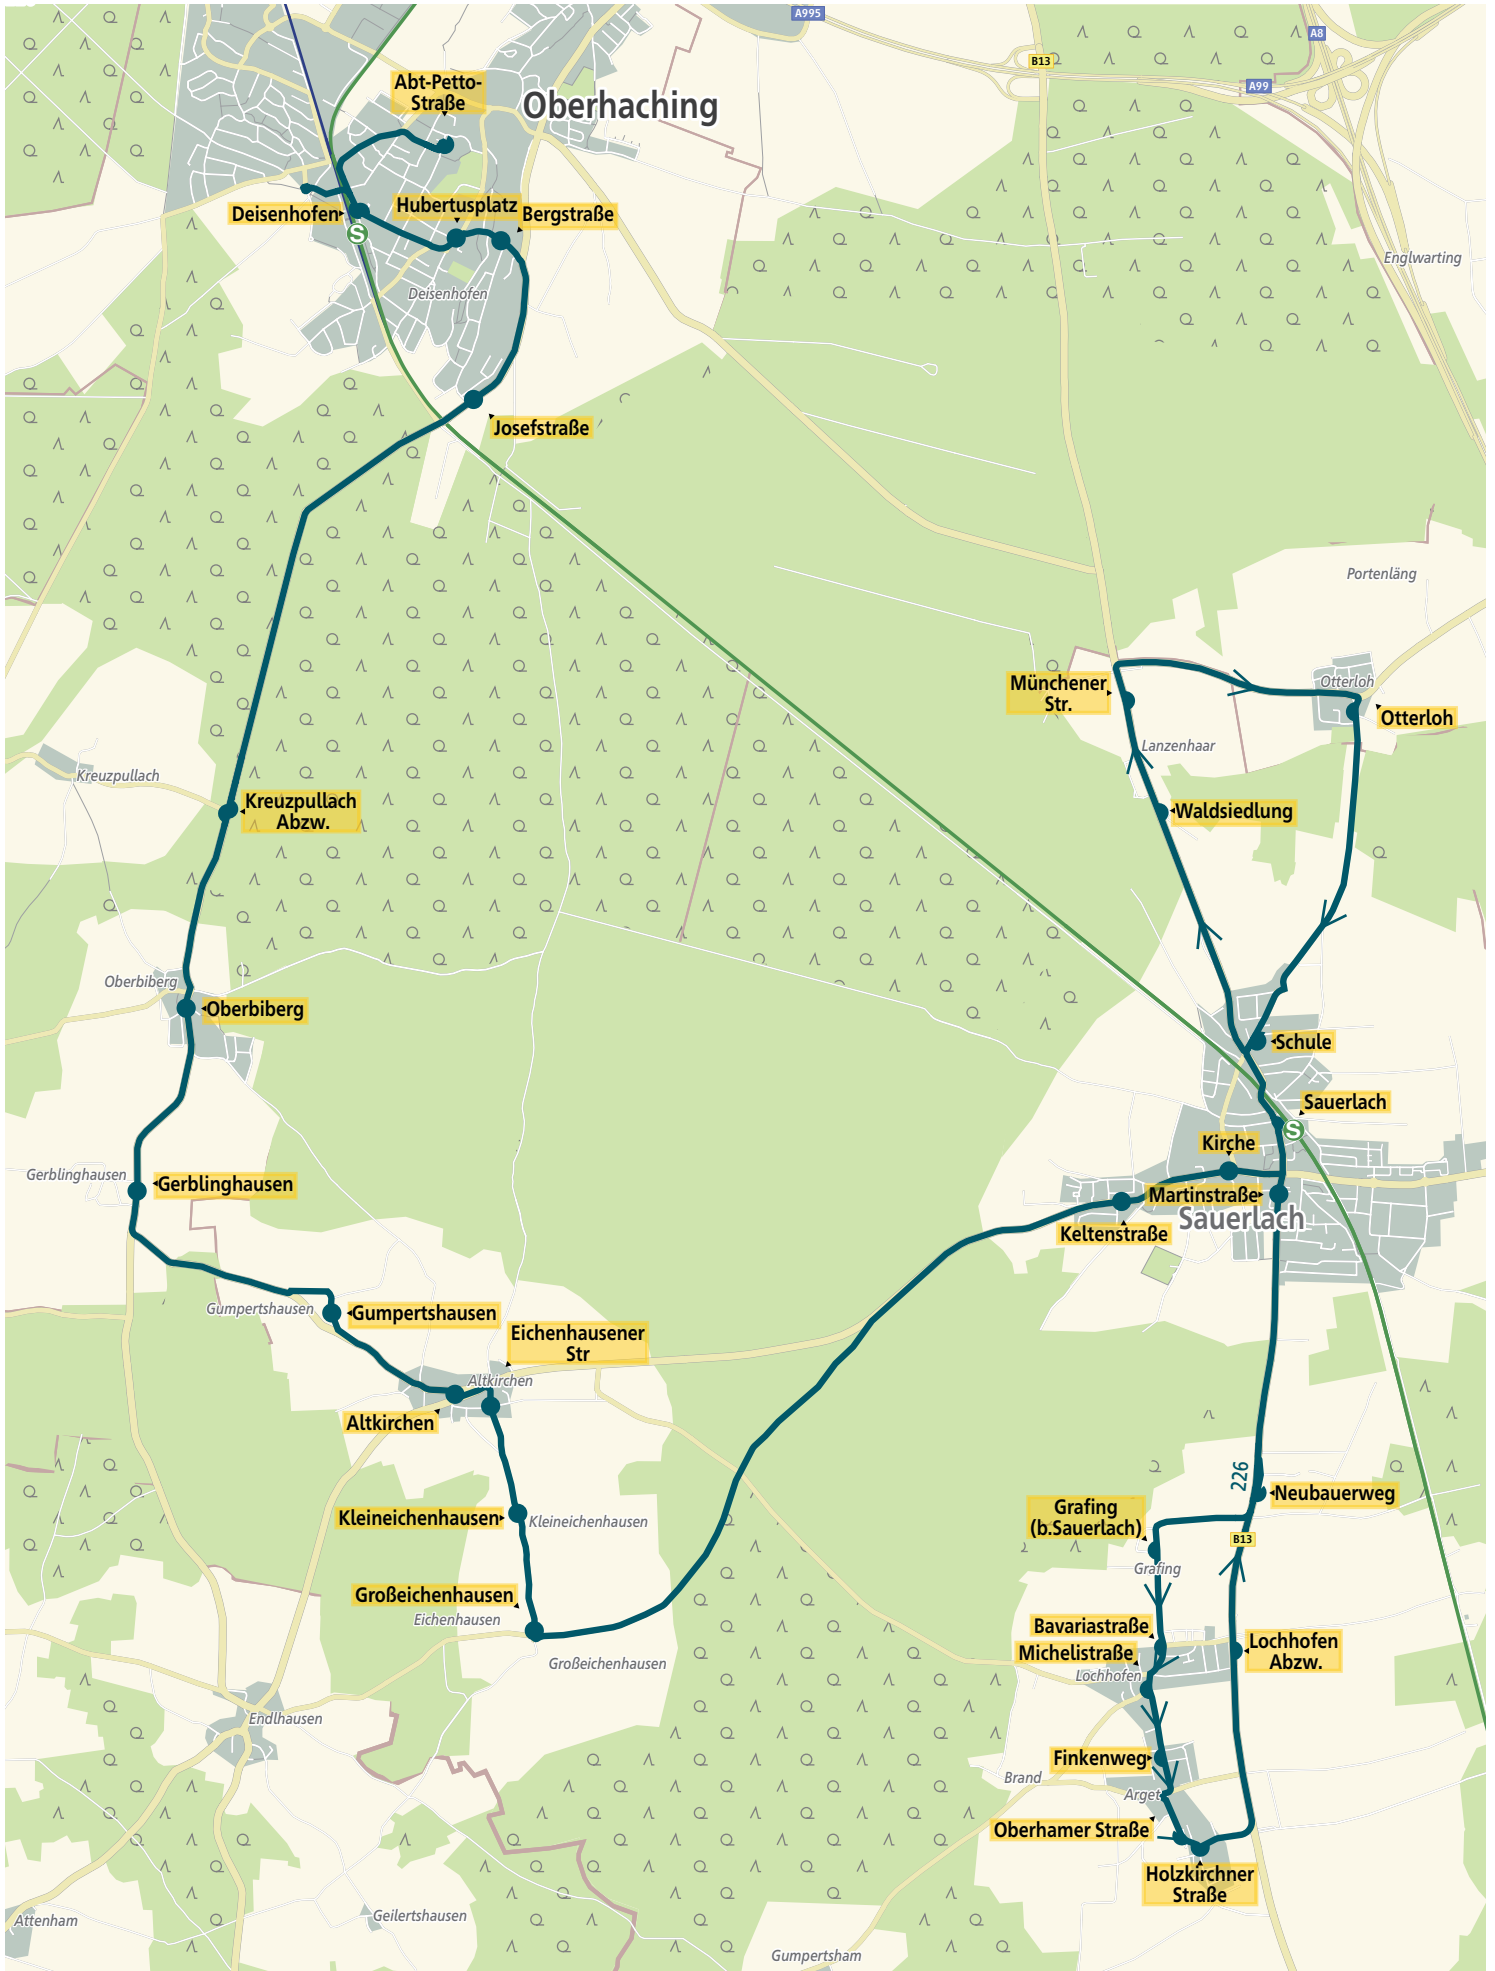 A995
A8
B13
A99
Abt-Petto-
Straße
Oberhaching
Deisenhofen
Hubertusplatz
Bergstraße
S
Deisenhofen
Englwarting
Josefstraße
Portenläng
Münchener
Str.
Otterloh
Otterloh
Lanzenhaar
Kreuzpullach
Kreuzpullach
Abzw.
Waldsiedlung
Oberbiberg
Oberbiberg
Schule
Sauerlach
S
Kirche
Gerblinghausen
Gerblinghausen
Martinstraße
Sauerlach
Keltenstraße
Gumpertshausen
Gumpertshausen
Eichenhausener
Str
Altkirchen
Altkirchen
226
Neubauerweg
Kleineichenhausen
Kleineichenhausen
Grafing
(b.Sauerlach)
B13
Grafing
Großeichenhausen
Eichenhausen
Großeichenhausen
Bavariastraße
Michelistraße
Lochhofen
Lochhofen
Abzw.
Endlhausen
Finkenweg
Brand
Arget
Oberhamer Straße
Holzkirchner
Straße
Attenham
Geilertshausen
Gumpertsham